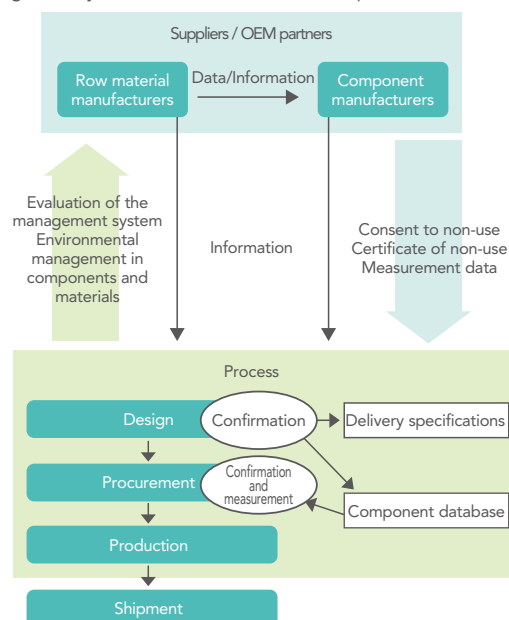 Suppliers / OEM partners
Row material
manufacturers
Data/Information
Component
manufacturers
Evaluation of the
management system
Environmental
management in
components and
materials
Information
Consent to non-use
Certificate of non-use
Measurement data
Process
Design
Confirmation
Delivery specifications
Procurement
Confirmation
and
measurement
Component database
Production
Shipment